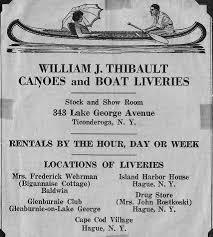 WILLIAM J. THIBAULT
CANOES and BOAT LIVERIES
Stock and Show Room
343 Lake George Avenue
Ticonderoga, N. Y.
RENTALS BY THE HOUR, DAY OR WEEK
LOCATIONS OF LIVERIES
Mrs. Frederick Wehrman
(Bigannaise Cottage)
Baldwin
Glenburnie Club
Glenburnie-on-Lake George
Island Harbor House
Hague, N. Y.
Drug Store
(Mrs. John Rostkoski)
Hague, N. Y.
Cape Cod Village
Hague, N. Y.